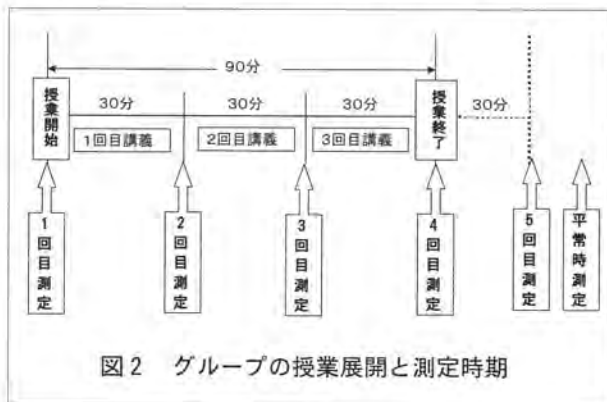 90分
授業開始
30分
30分
30分
授業終了
30分
1回目講義
2回目講義
3回目講義
1回目測定
2回目測定
3回目測定
4回目測定
5回目測定
平常時測定
図2 グループの授業展開と測定時期